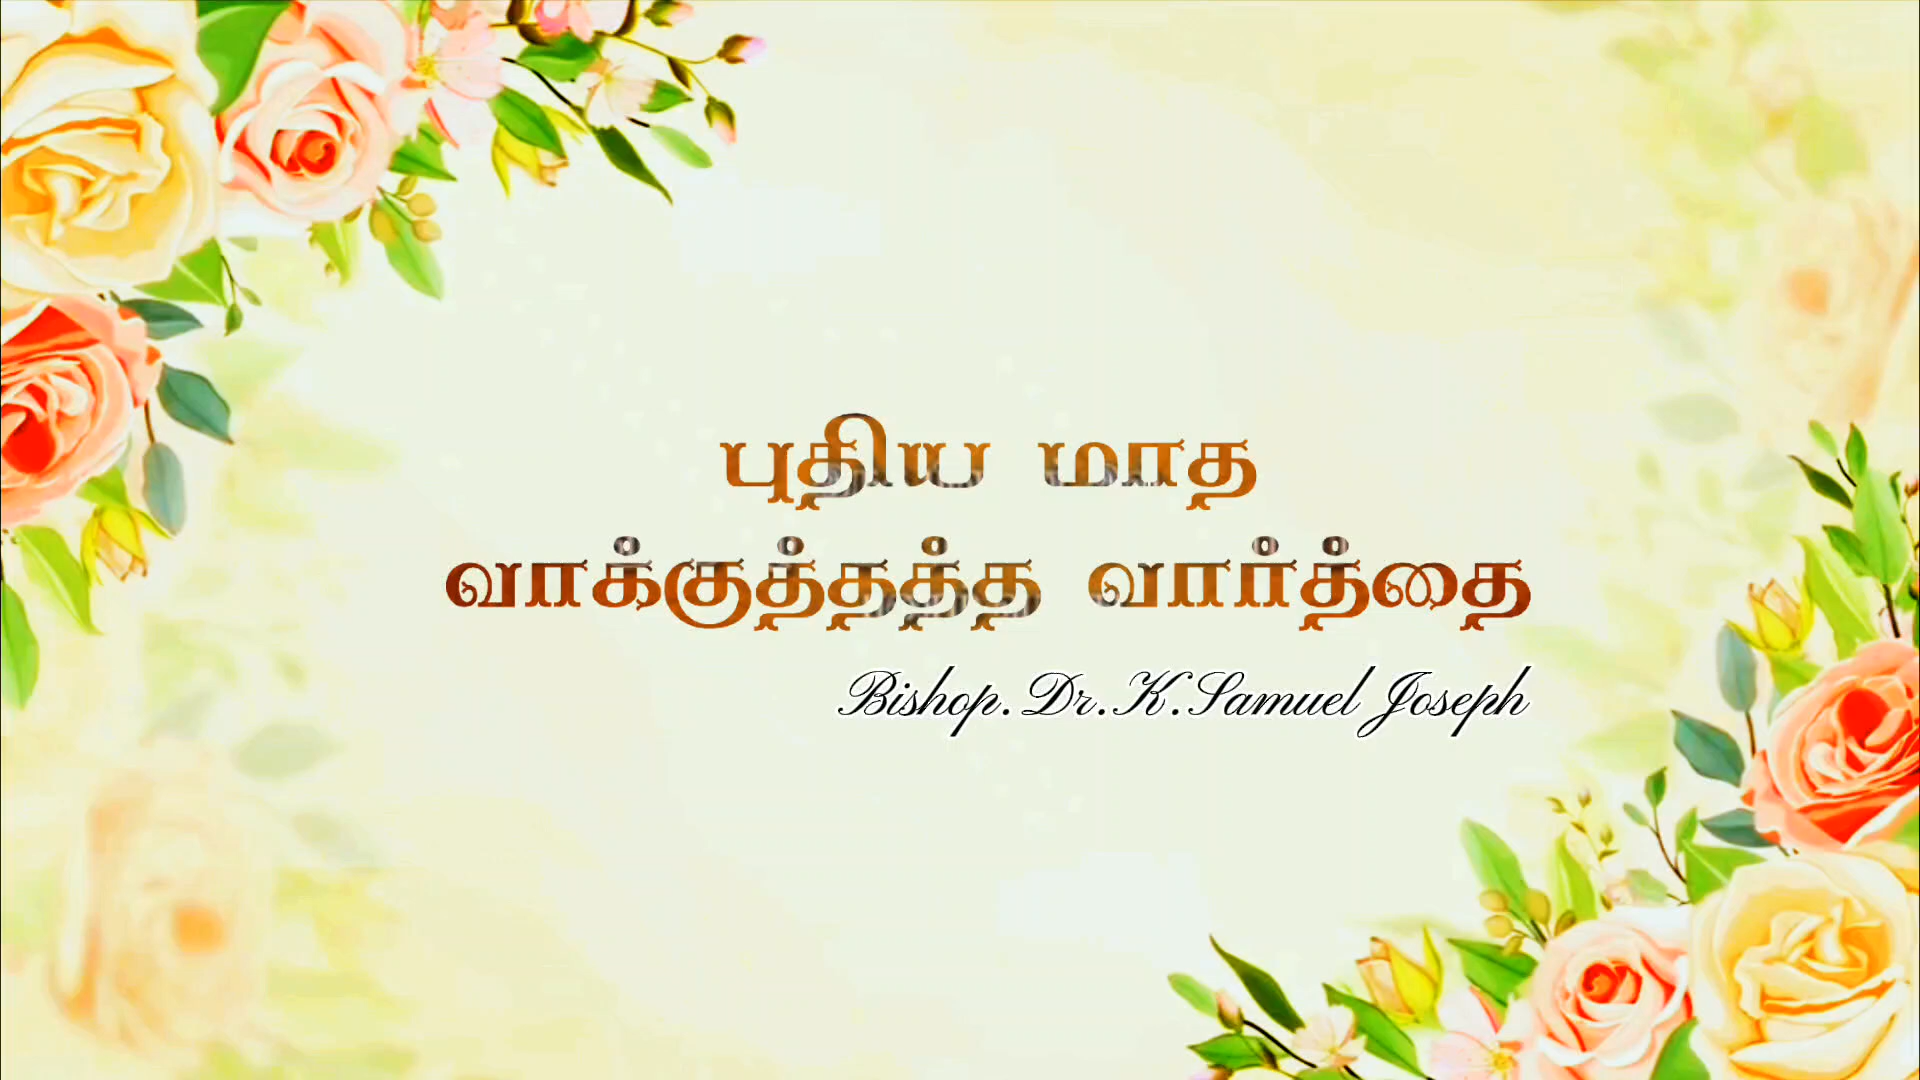 புதிய மாத
வாக்குத்தத்த வார்த்தை
Bishop. Dr. K. Samuel Joseph